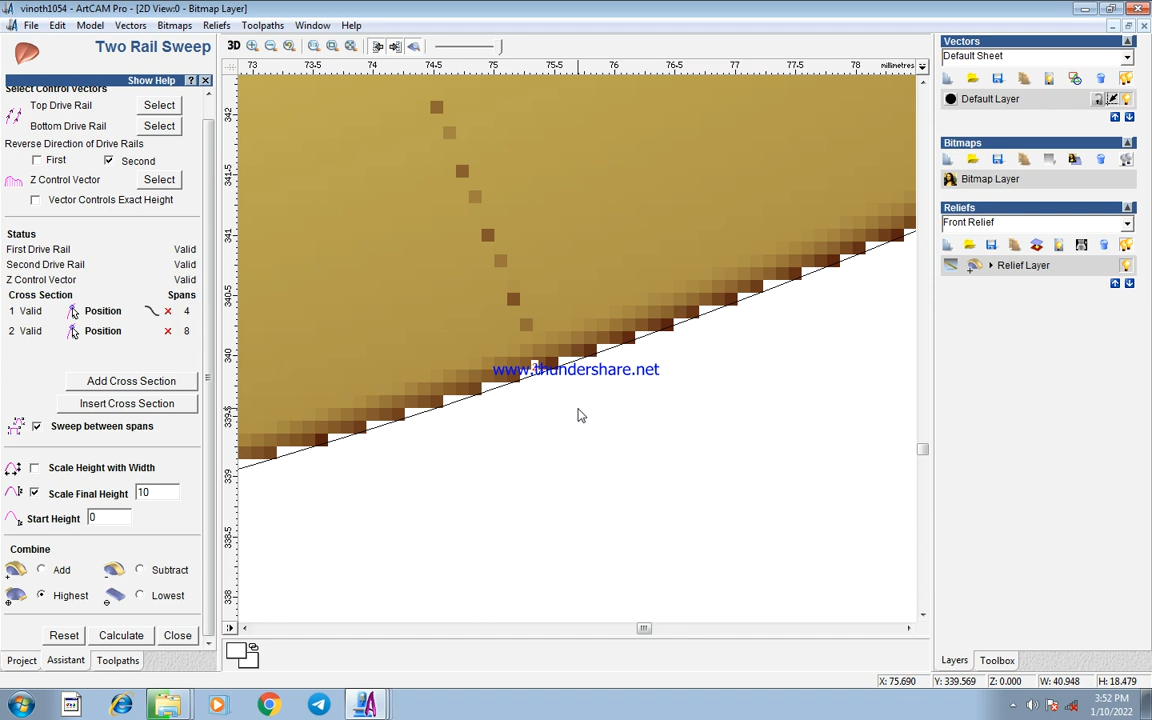 vinoth1054 - ArtCAM Pro - [2D View:0 - Bitmap Layer]
File Edit Model Vectors Bitmaps Reliefs Toolpaths Window Help
Two Rail Sweep
Show Help ?
Select Control Vectors
Top Drive Rail Select
Bottom Drive Rail Select
Reverse Direction of Drive Rails
First Second
Z Control Vector Select
Vector Controls Exact Height
Status
First Drive Rail Valid
Second Drive Rail Valid
Z Control Vector Valid
Cross Section Spans
1 Valid Position 4
2 Valid Position 8
Add Cross Section
Insert Cross Section
Sweep between spans
Scale Height with Width
Scale Final Height 10
Start Height 0
Combine
Add Subtract
Highest Lowest
Reset Calculate Close
Project Assistant Toolpaths
3D
73 73.5 74 74.5 75 75.5 76 76.5 77 77.5 78 millimetres
342
341.5
341
340.5
340
339.5
339
338.5
338
www.thundershare.net
Vectors
Default Sheet
Default Layer
Bitmaps
Bitmap Layer
Reliefs
Front Relief
Relief Layer
Layers Toolbox
X: 75.690 Y: 339.569 Z: 0.000 W: 40.948 H: 18.479
3:52 PM
1/10/2022